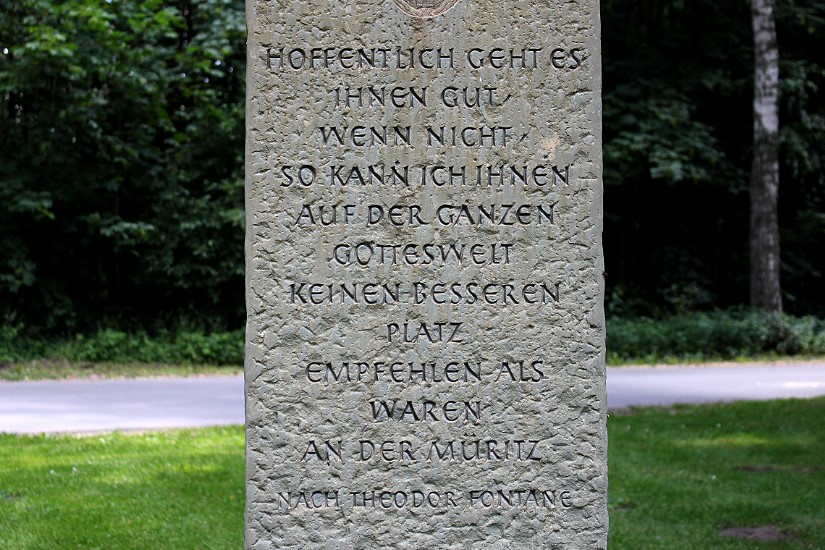 HOFFENTLICH GEHT ES
IHNEN GUT,
WENN NICHT,
SO KANN ICH IHNEN
AUF DER GANZEN
GOTTESWELT
KEINEN BESSEREN
PLATZ
EMPFEHLEN ALS
WAREN
AN DER MÜRITZ
NACH THEODOR FONTANE